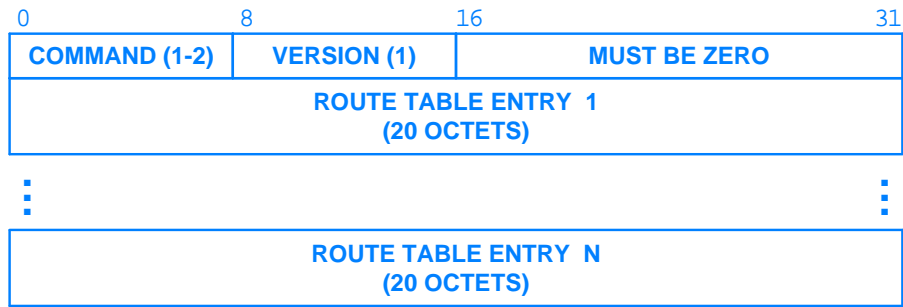 0 8 16 31
COMMAND (1-2) VERSION (1) MUST BE ZERO
ROUTE TABLE ENTRY 1
(20 OCTETS)
ROUTE TABLE ENTRY N
(20 OCTETS)